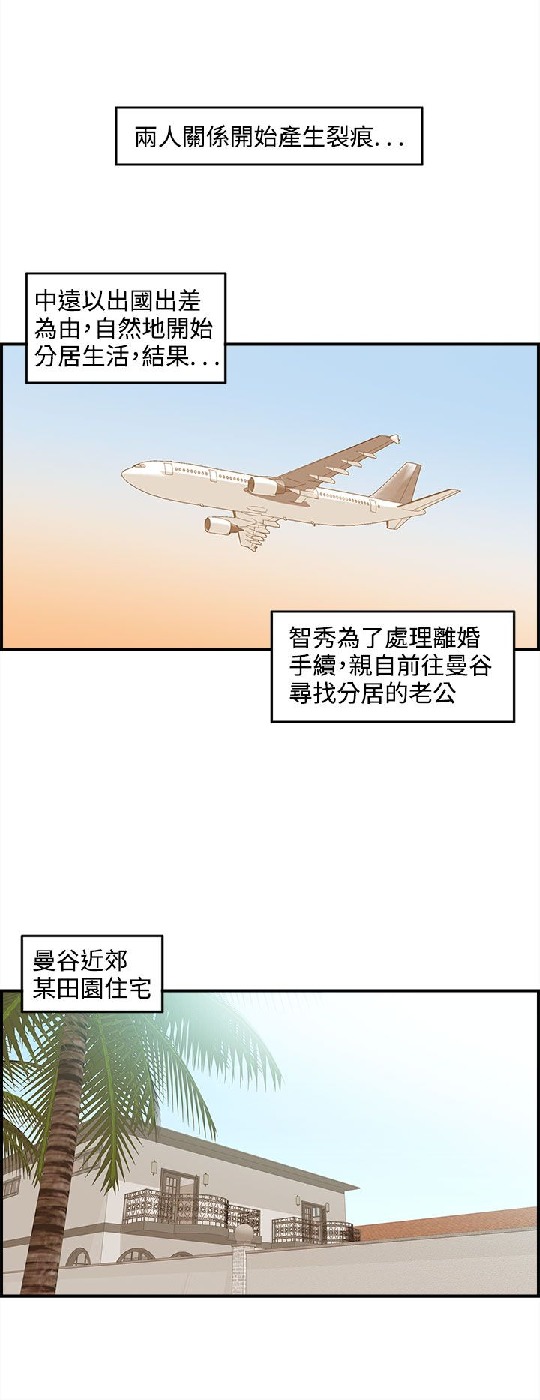 兩人關係開始產生裂痕...
中遠以出國出差
為由,自然地開始
分居生活,結果...
智秀為了處理離婚
手續,親自前往曼谷
尋找分居的老公
曼谷近郊
某田園住宅